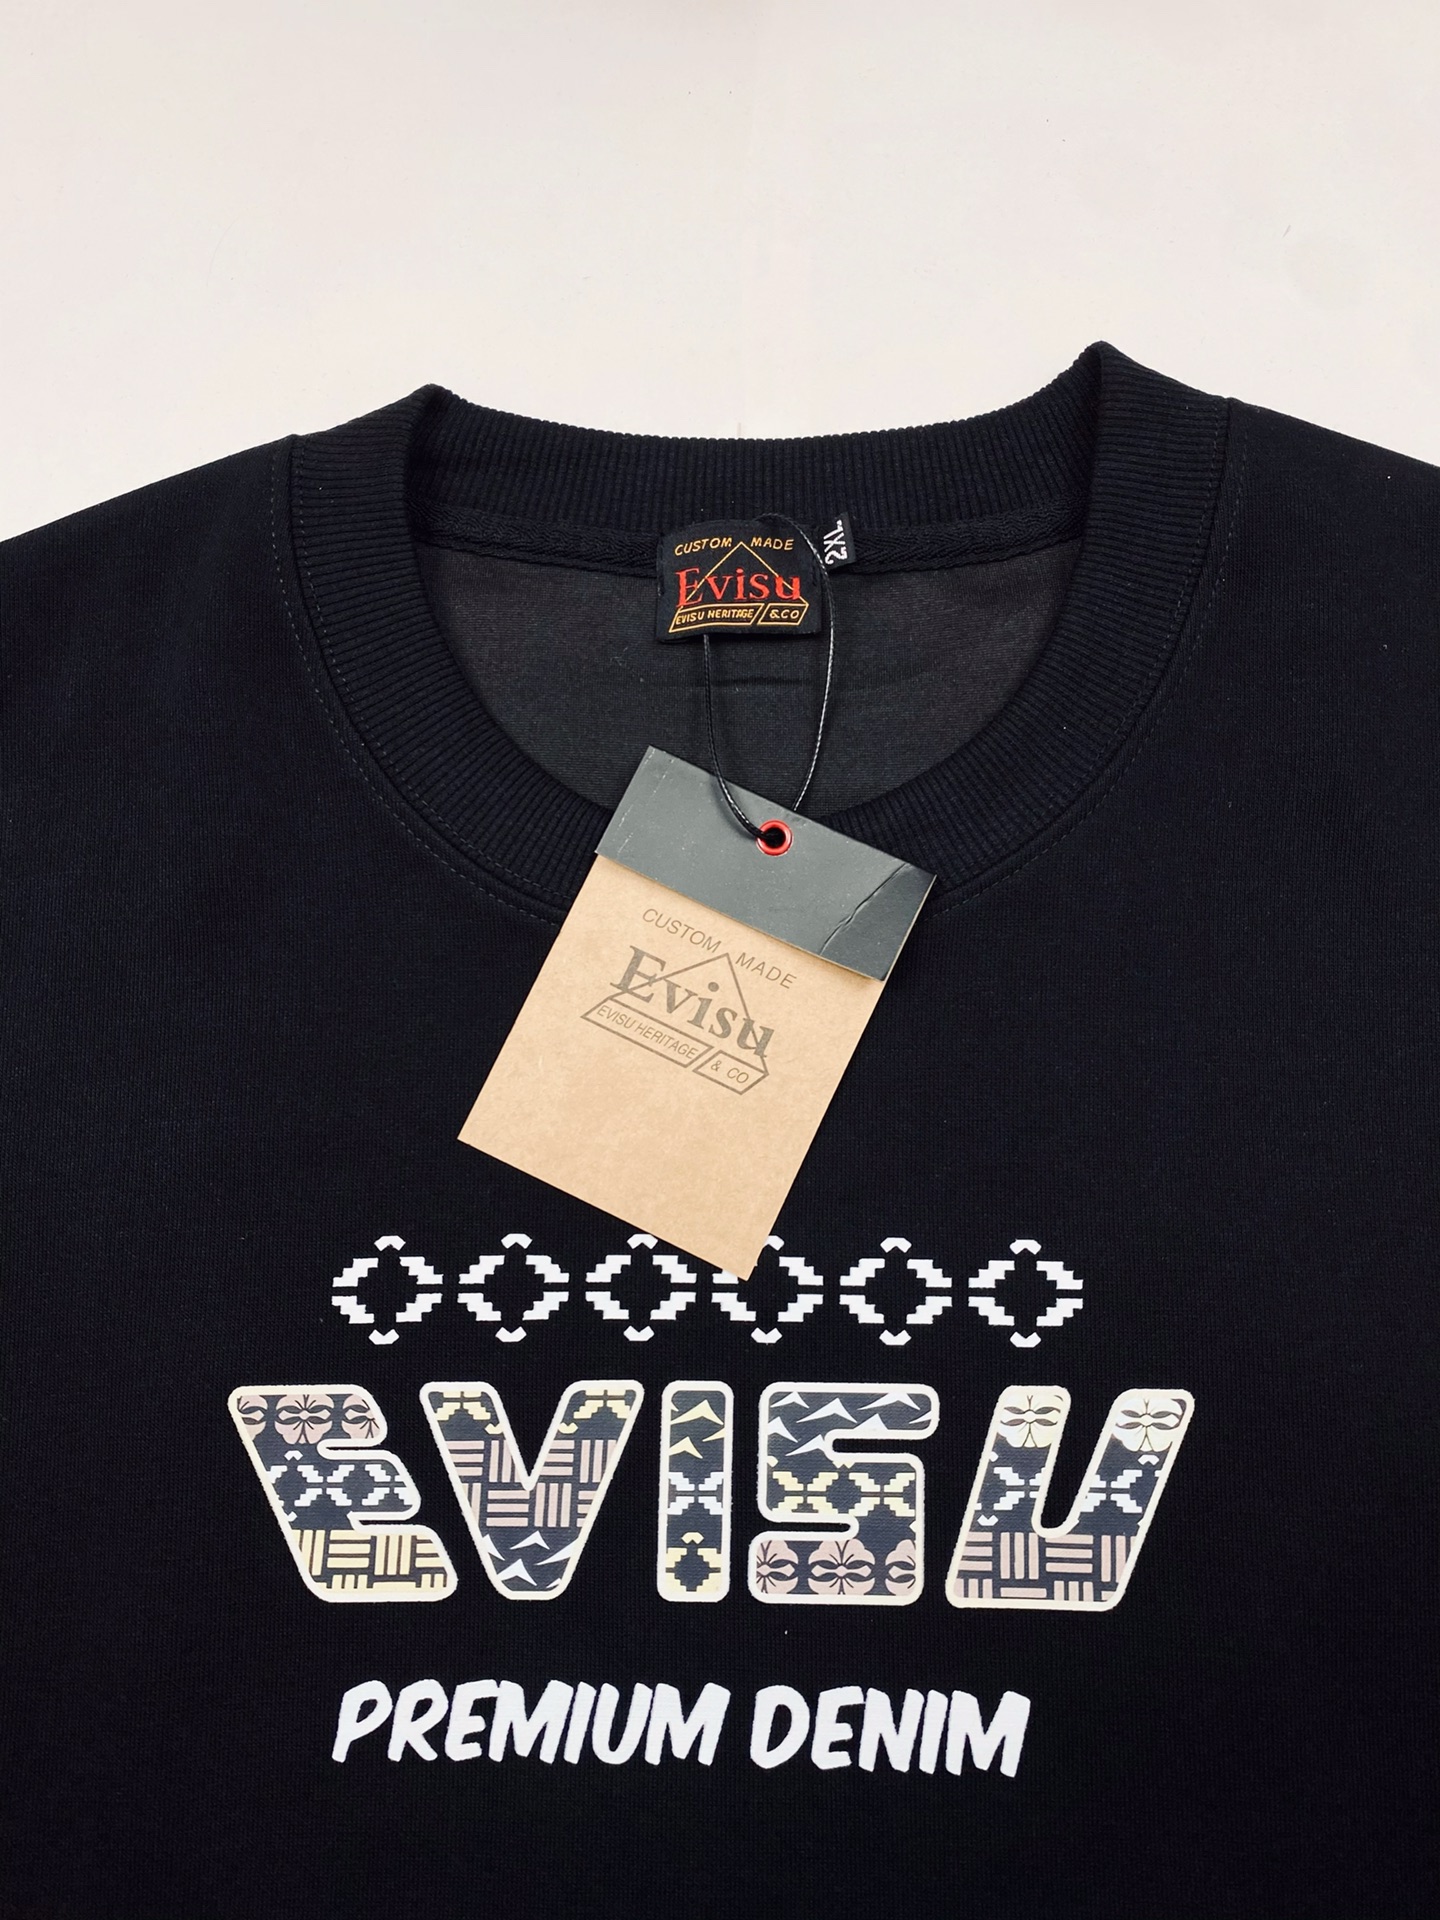 CUSTOM MADE
Evisu
EVISU HERITAGE &CO
2XL
CUSTOM MADE
Evisu
EVISU HERITAGE & CO
EVISU
PREMIUM DENIM